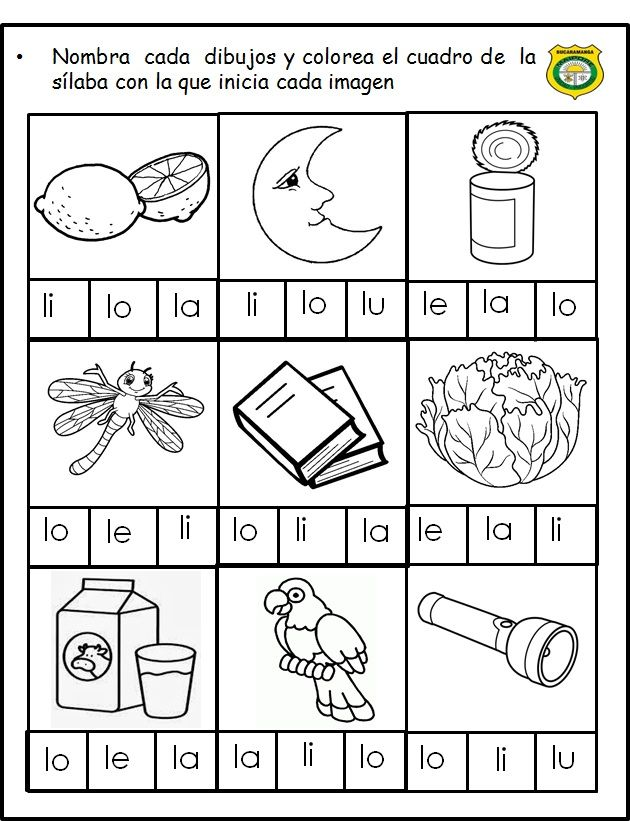 • Nombra cada dibujos y colorea el cuadro de la
sílaba con la que inicia cada imagen
BUCARAMANGA
li lo la li lo lu le la lo
lo le li lo li la le la li
lo le la la li lo lo li lu